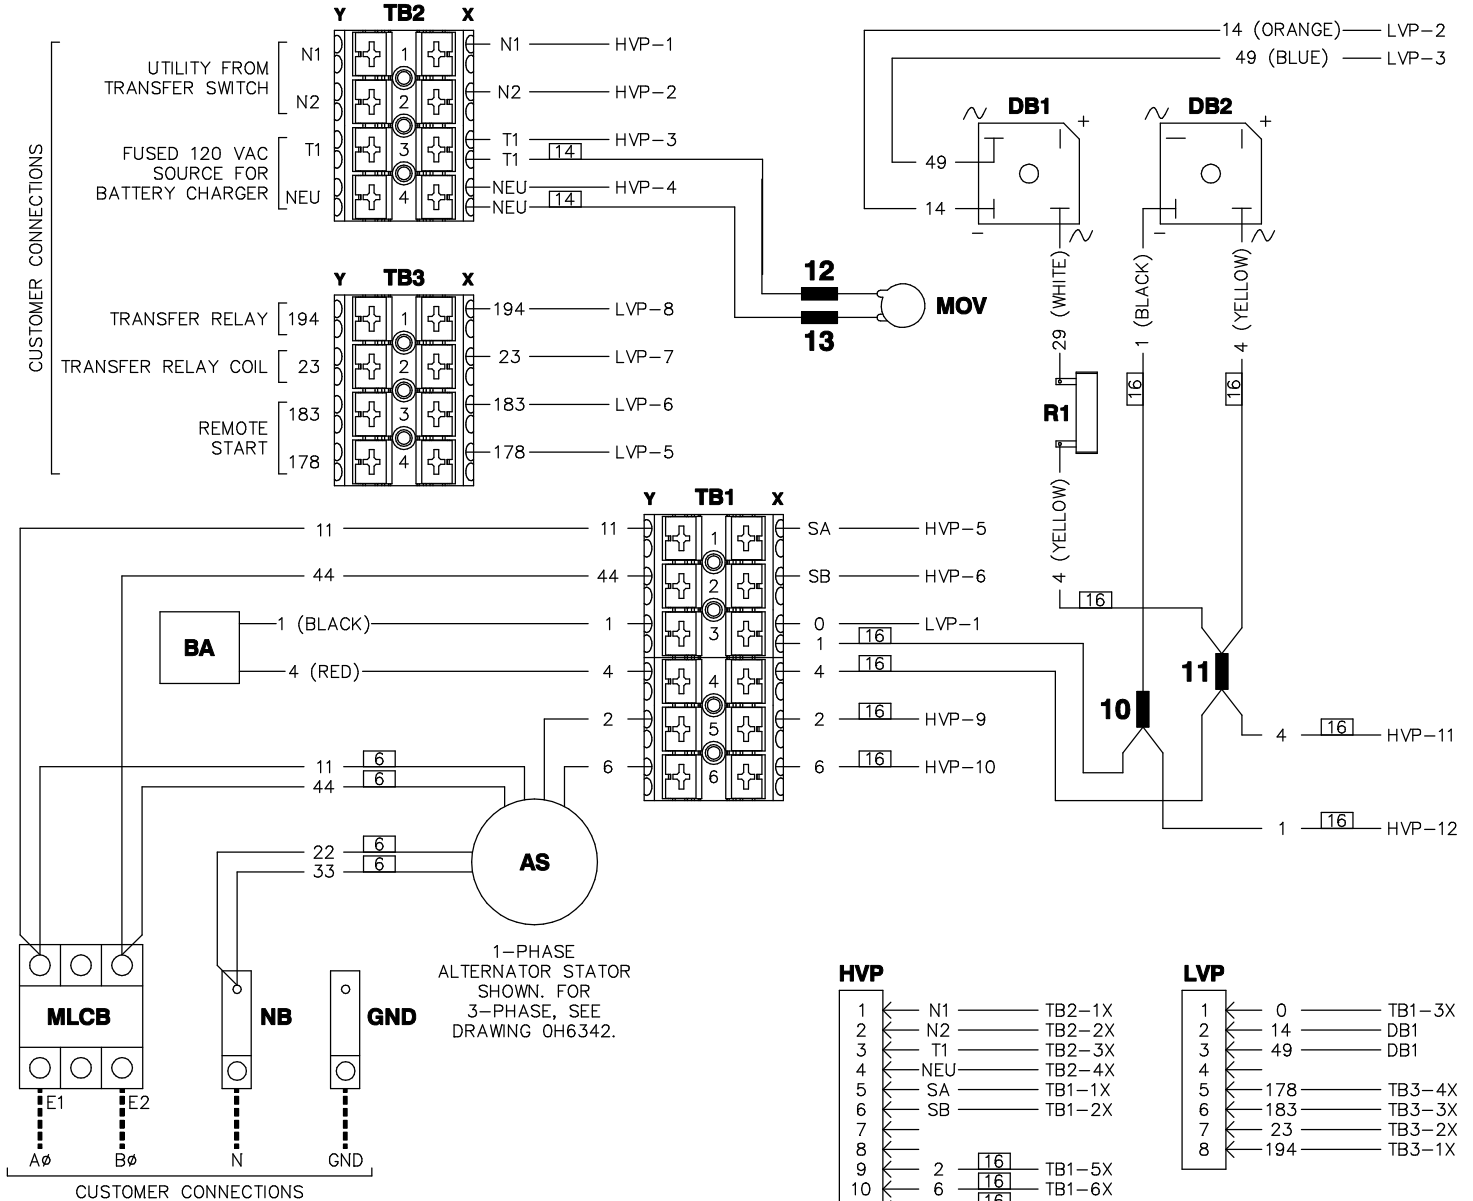 Y TB2 X
UTILITY FROM
TRANSFER SWITCH
N1
N2
FUSED 120 VAC
SOURCE FOR
BATTERY CHARGER
T1
NEU
1
2
3
4
N1 HVP-1
N2 HVP-2
T1 HVP-3
T1 14
NEU HVP-4
NEU 14
CUSTOMER CONNECTIONS
Y TB3 X
TRANSFER RELAY 194
TRANSFER RELAY COIL 23
REMOTE
START
183
178
1
2
3
4
194 LVP-8
23 LVP-7
183 LVP-6
178 LVP-5
12
13
MOV
14 (ORANGE) LVP-2
49 (BLUE) LVP-3
DB1
DB2
+
+
49
14
-
-
29 (WHITE)
1 (BLACK)
4 (YELLOW)
R1
16
16
4 (YELLOW)
16
Y TB1 X
11 11 1 SA HVP-5
44 44 2 SB HVP-6
BA
1 (BLACK) 1 3 0 LVP-1
1 16
4 (RED) 4 4 4 16
2 5 2 16 HVP-9
6 6 6 16 HVP-10
10
11
4 16 HVP-11
1 16 HVP-12
11 6
44 6
22 6
33 6
AS
1-PHASE
ALTERNATOR STATOR
SHOWN. FOR
3-PHASE, SEE
DRAWING 0H6342.
MLCB
NB
GND
E1
E2
AØ
BØ
N
GND
CUSTOMER CONNECTIONS
HVP
1 N1 TB2-1X
2 N2 TB2-2X
3 T1 TB2-3X
4 NEU TB2-4X
5 SA TB1-1X
6 SB TB1-2X
7
8
9 2 16 TB1-5X
10 6 16 TB1-6X
16
LVP
1 0 TB1-3X
2 14 DB1
3 49 DB1
4
5 178 TB3-4X
6 183 TB3-3X
7 23 TB3-2X
8 194 TB3-1X